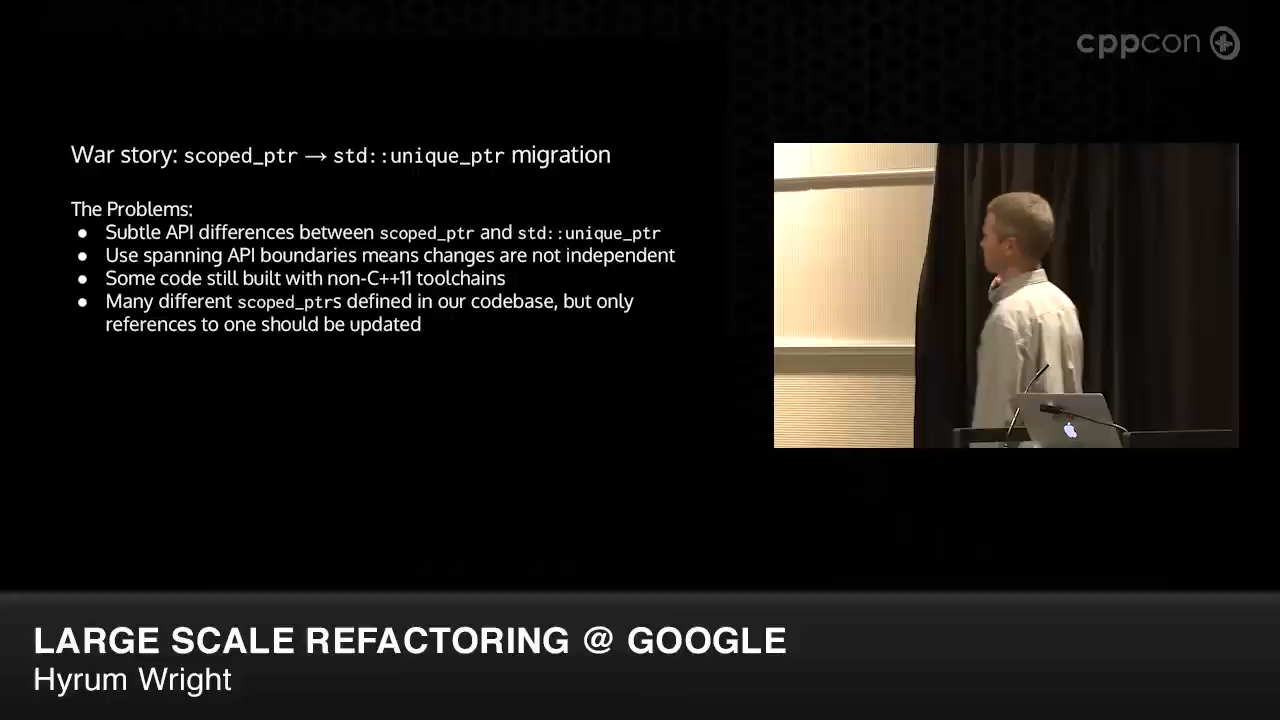 cppcon
War story: scoped_ptr → std::unique_ptr migration
The Problems:
● Subtle API differences between scoped_ptr and std::unique_ptr
● Use spanning API boundaries means changes are not independent
● Some code still built with non-C++11 toolchains
● Many different scoped_ptrs defined in our codebase, but only
references to one should be updated
LARGE SCALE REFACTORING @ GOOGLE
Hyrum Wright